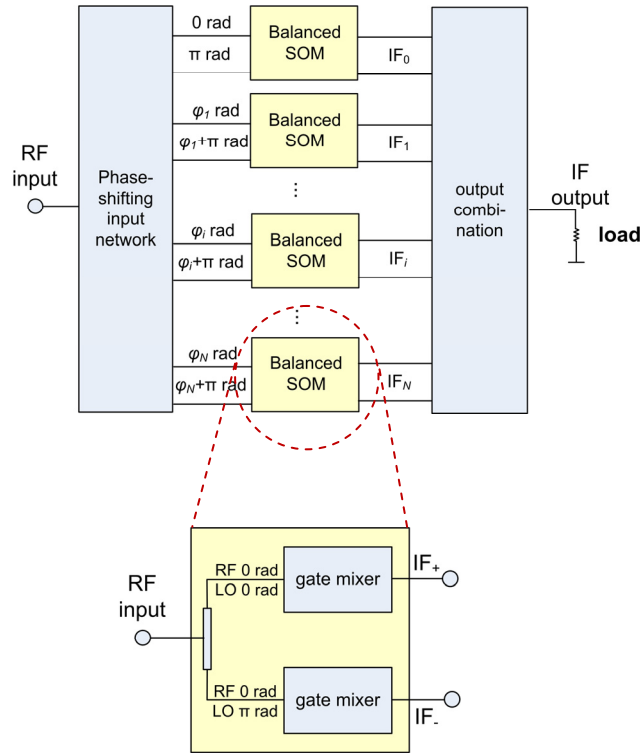 0 rad
π rad
Balanced
SOM
IF0
φ1 rad
φ1+π rad
Balanced
SOM
IF1
RF
input
Phase-
shifting
input
network
...
φi rad
φi+π rad
Balanced
SOM
IFi
output
combi-
nation
IF
output
load
...
φN rad
φN+π rad
Balanced
SOM
IFN
RF
input
RF 0 rad
LO 0 rad
gate mixer
IF+
RF 0 rad
LO π rad
gate mixer
IF-